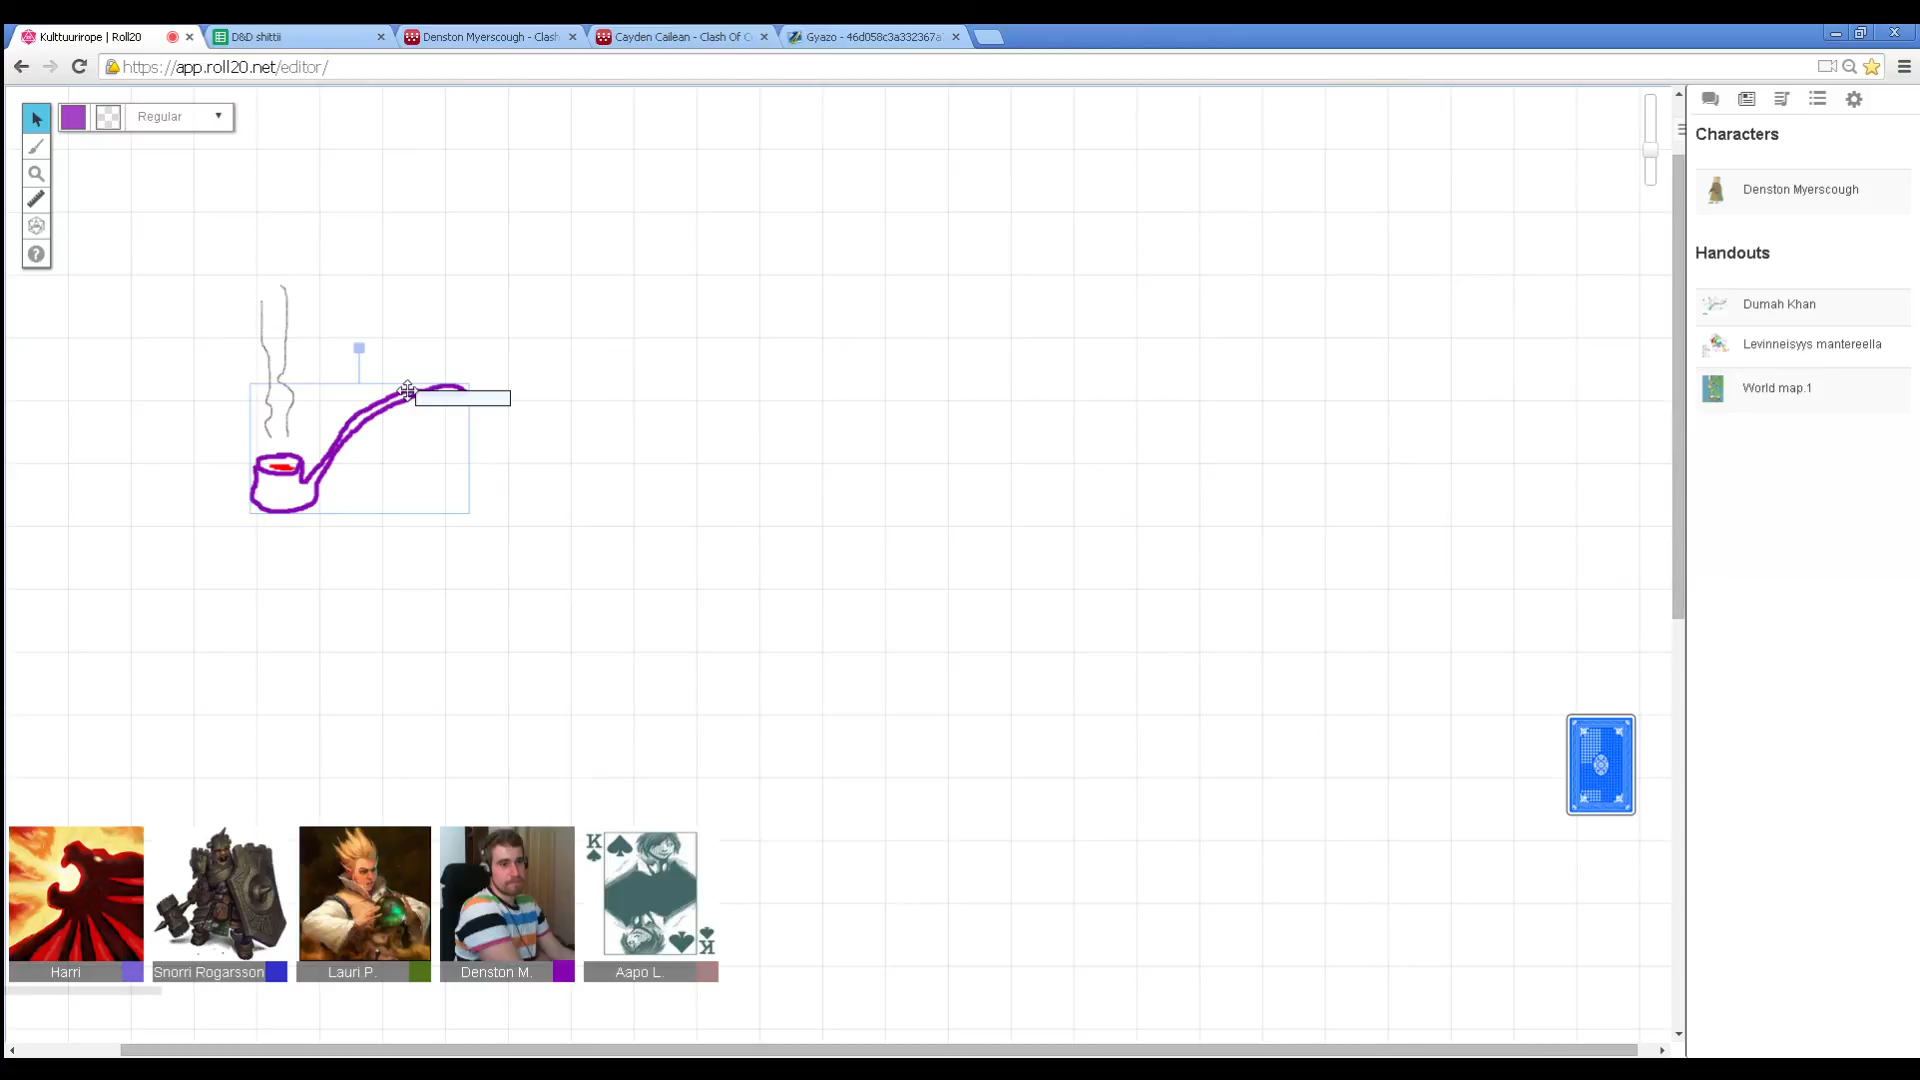 Kulttuurirope | Roll20
D&D shittii
Denston Myerscough - Clash
Cayden Cailean - Clash Of C
Gyazo - 46d058c3a332367a
https://app.roll20.net/editor/
Regular
Characters
Denston Myerscough
Handouts
Dumah Khan
Levinneisyys mantereella
World map.1
K
K
Harri
Snorri Rogarsson
Lauri P.
Denston M.
Aapo L.